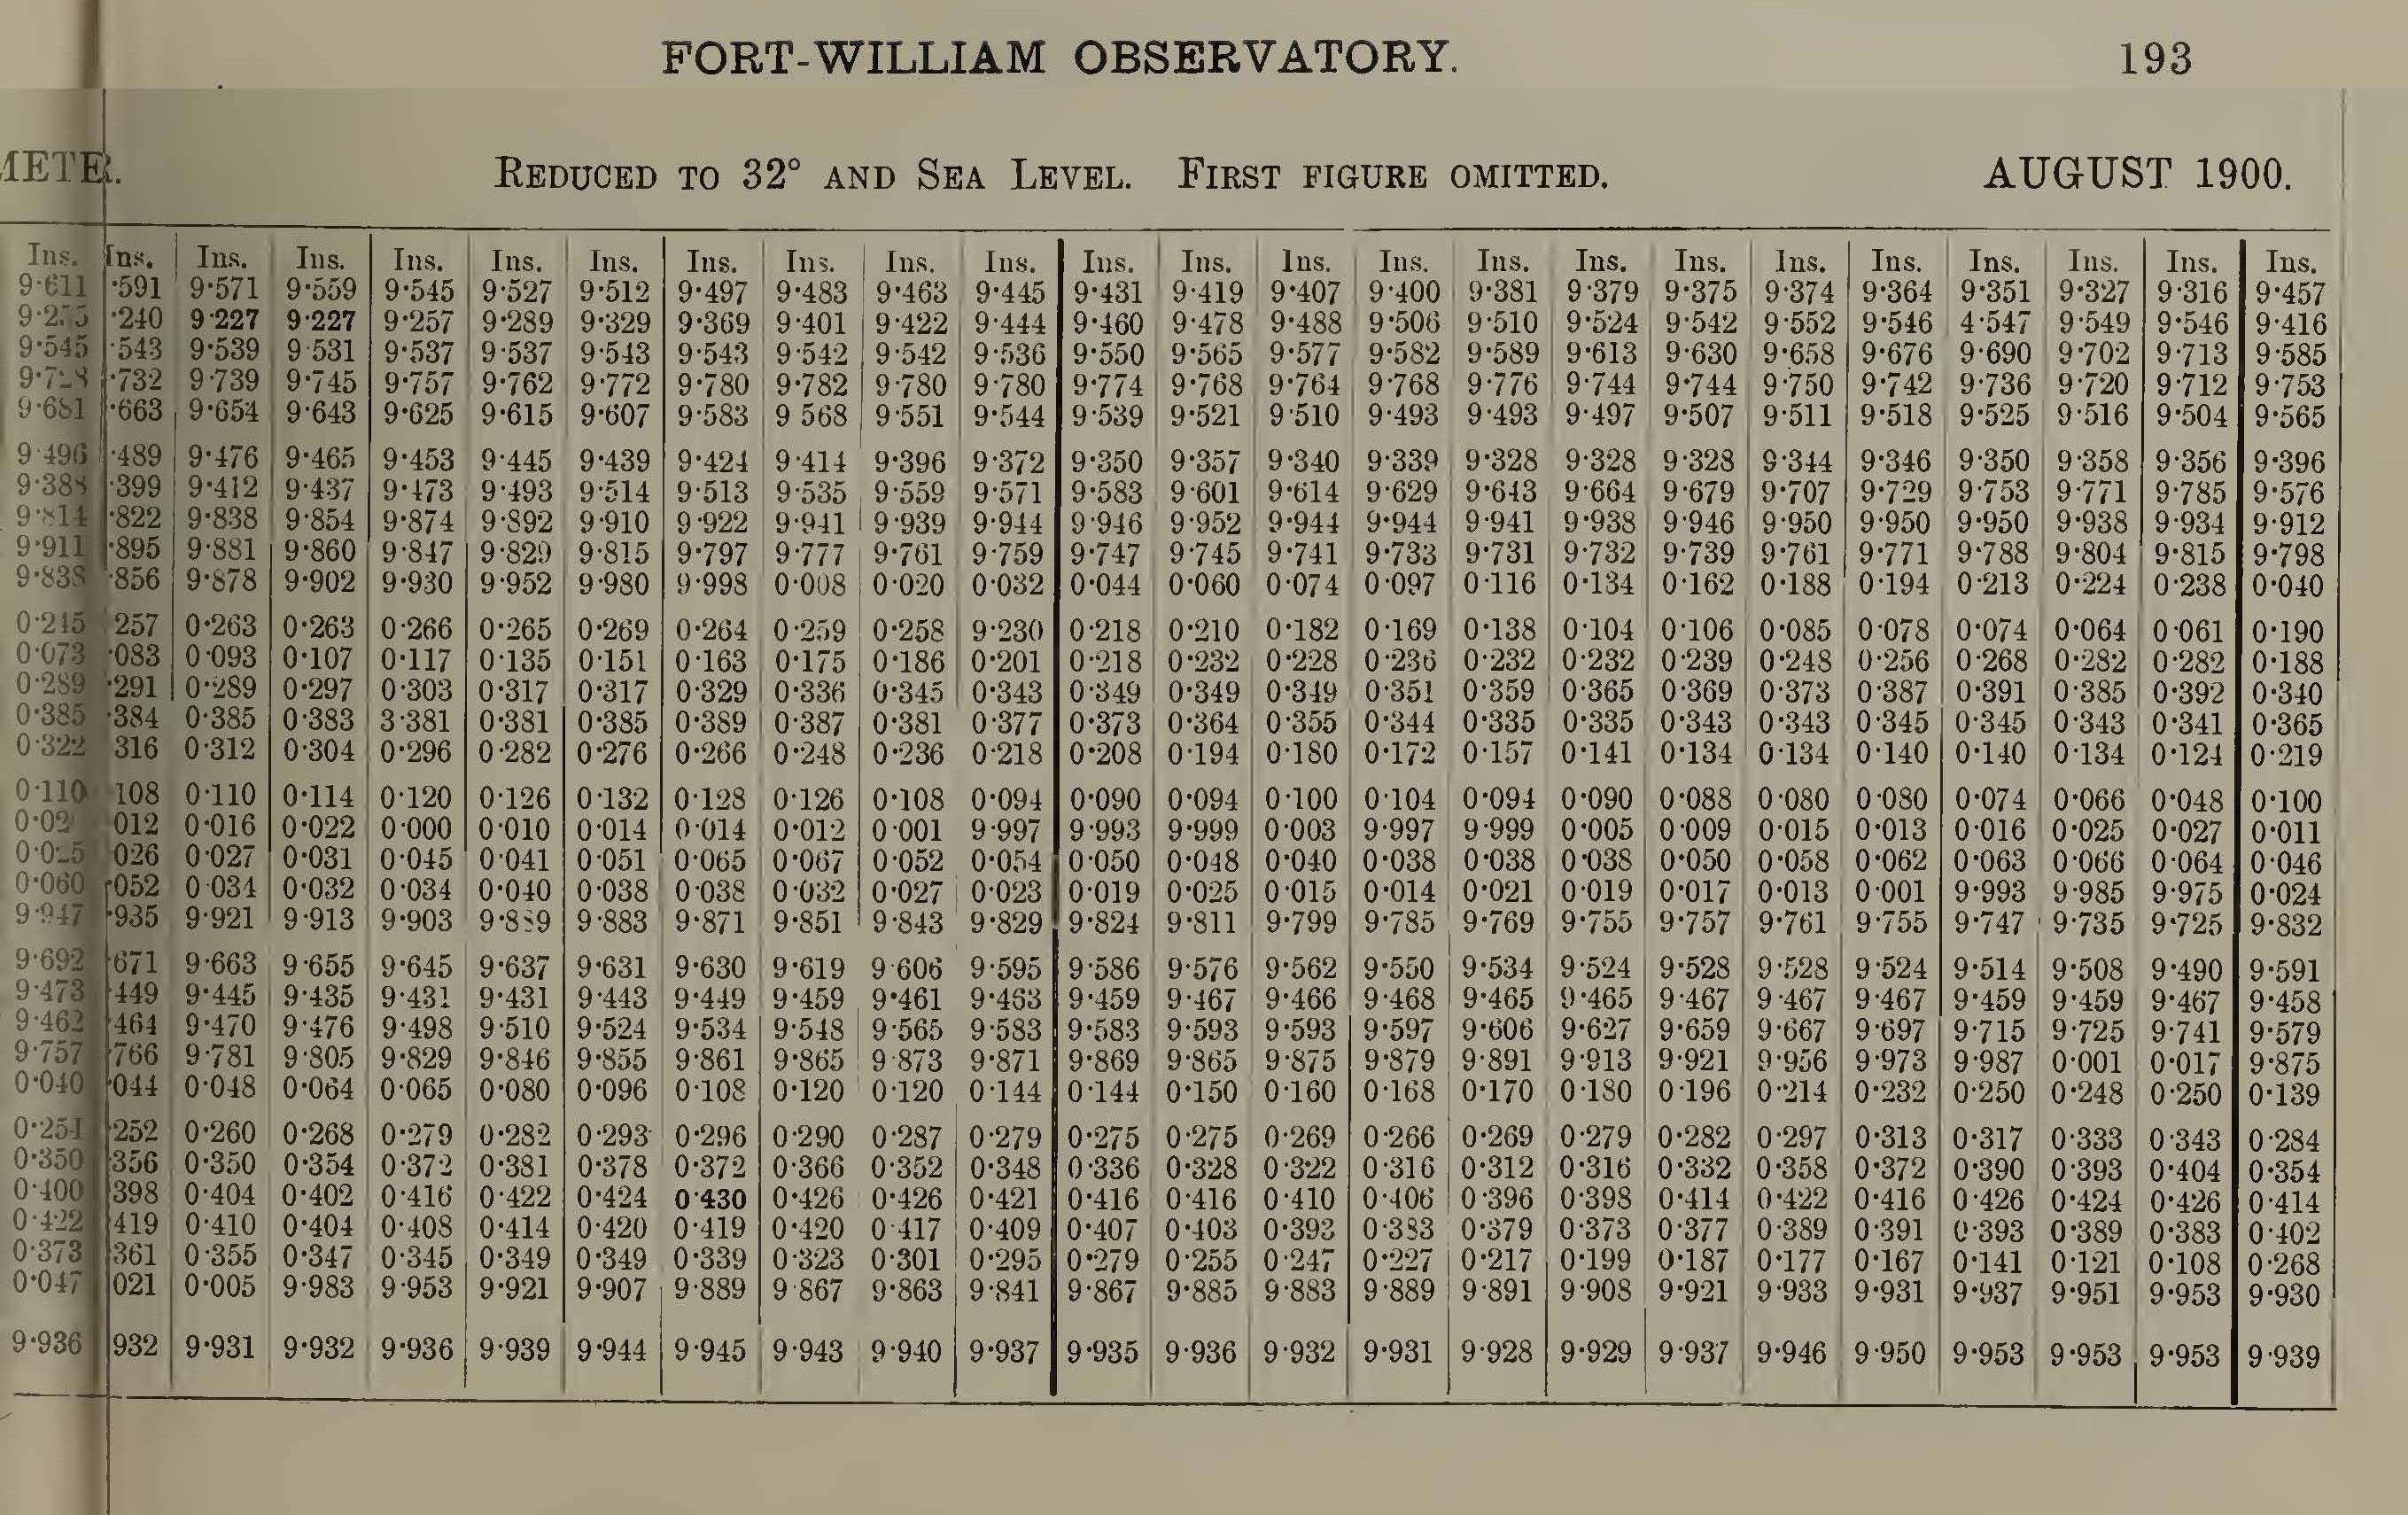 FORT-WILLIAM OBSERVATORY. 193
REDUCED TO 32° AND SEA LEVEL. FIRST FIGURE OMITTED. AUGUST 1900.
Ins. Ins. Ins. Ins. Ins. Ins. Ins. Ins. Ins. Ins. Ins. Ins. Ins. Ins. Ins. Ins. Ins. Ins. Ins. Ins. Ins. Ins. Ins. Ins.
9·611 ·591 9·571 9·559 9·545 9·527 9·512 9·497 9·483 9·463 9·445 9·431 9·419 9·407 9·400 9·381 9·379 9·375 9·374 9·364 9·351 9·327 9·316 9·457
·240 9·227 9·227 9·257 9·289 9·329 9·369 9·401 9·422 9·444 9·460 9·478 9·488 9·506 9·510 9·524 9·542 9·552 9·546 4·547 9·549 9·546 9·416
9·545 ·543 9·539 9·531 9·537 9·537 9·543 9·543 9·542 9·542 9·536 9·550 9·565 9·577 9·582 9·589 9·613 9·630 9·658 9·676 9·690 9·702 9·713 9·585
·732 9·739 9·745 9·757 9·762 9·772 9·780 9·782 9·780 9·780 9·774 9·768 9·764 9·768 9·776 9·744 9·744 9·750 9·742 9·736 9·720 9·712 9·753
9·681 ·663 9·654 9·643 9·625 9·615 9·607 9·583 9 568 9·551 9·544 9·539 9·521 9·510 9·493 9·493 9·497 9·507 9·511 9·518 9·525 9·516 9·504 9·565
9·496 ·489 9·476 9·465 9·453 9·445 9·439 9·424 9·414 9·396 9·372 9·350 9·357 9·340 9·339 9·328 9·328 9·328 9·344 9·346 9·350 9·358 9·356 9·396
9·388 ·399 9·412 9·437 9·473 9·493 9·514 9·513 9·535 9·559 9·571 9·583 9·601 9·614 9·629 9·643 9·664 9·679 9·707 9·729 9·753 9·771 9·785 9·576
9·814 ·822 9·838 9·854 9·874 9·892 9·910 9·922 9·941 9·939 9·944 9·946 9·952 9·944 9·944 9·941 9·938 9·946 9·950 9·950 9·950 9·938 9·934 9·912
9·911 ·895 9·881 9·860 9·847 9·829 9·815 9·797 9·777 9·761 9·759 9·747 9·745 9·741 9·733 9·731 9·732 9·739 9·761 9·771 9·788 9·804 9·815 9·798
9·838 ·856 9·878 9·902 9·930 9·952 9·980 9·998 0·008 0·020 0·032 0·044 0·060 0·074 0·097 0·116 0·134 0·162 0·188 0·194 0·213 0·224 0·238 0·040
0·245 257 0·263 0·263 0·266 0·265 0·269 0·264 0·259 0·258 9·230 0·218 0·210 0·182 0·169 0·138 0·104 0·106 0·085 0·078 0·074 0·064 0·061 0·190
0·073 ·083 0·093 0·107 0·117 0·135 0·151 0·163 0·175 0·186 0·201 0·218 0·232 0·228 0·236 0·232 0·232 0·239 0·248 0·256 0·268 0·282 0·282 0·188
0·289 ·291 0·289 0·297 0·303 0·317 0·317 0·329 0·336 0·345 0·343 0·349 0·349 0·349 0·351 0·359 0·365 0·369 0·373 0·387 0·391 0·385 0·392 0·340
0·385 ·384 0·385 0·383 3·381 0·381 0·385 0·389 0·387 0·381 0·377 0·373 0·364 0·355 0·344 0·335 0·335 0·343 0·343 0·345 0·345 0·343 0·341 0·365
0·322 316 0·312 0·304 0·296 0·282 0·276 0·266 0·248 0·236 0·218 0·208 0·194 0·180 0·172 0·157 0·141 0·134 0·134 0·140 0·140 0·134 0·124 0·219
0·110 108 0·110 0·114 0·120 0·126 0·132 0·128 0·126 0·108 0·094 0·090 0·094 0·100 0·104 0·094 0·090 0·088 0·080 0·080 0·074 0·066 0·048 0·100
012 0·016 0·022 0·000 0·010 0·014 0·014 0·012 0·001 9·997 9·993 9·999 0·003 9·997 9·999 0·005 0·009 0·015 0·013 0·016 0·025 0·027 0·011
026 0·027 0·031 0·045 0·041 0·051 0·065 0·067 0·052 0·054 0·050 0·048 0·040 0·038 0·038 0·038 0·050 0·058 0·062 0·063 0·066 0·064 0·046
0·060 052 0·034 0·032 0·034 0·040 0·038 0·038 0·032 0·027 0·023 0·019 0·025 0·015 0·014 0·021 0·019 0·017 0·013 0·001 9·993 9·985 9·975 0·024
9·947 ·935 9·921 9·913 9·903 9·889 9·883 9·871 9·851 9·843 9·829 9·824 9·811 9·799 9·785 9·769 9·755 9·757 9·761 9·755 9·747 9·735 9·725 9·832
9·692 671 9·663 9·655 9·645 9·637 9·631 9·630 9·619 9·606 9·595 9·586 9·576 9·562 9·550 9·534 9·524 9·528 9·528 9·524 9·514 9·508 9·490 9·591
9·473 449 9·445 9·435 9·431 9·431 9·443 9·449 9·459 9·461 9·463 9·459 9·467 9·466 9·468 9·465 9·465 9·467 9·467 9·467 9·459 9·459 9·467 9·458
9·462 464 9·470 9·476 9·498 9·510 9·524 9·534 9·548 9·565 9·583 9·583 9·593 9·593 9·597 9·606 9·627 9·659 9·667 9·697 9·715 9·725 9·741 9·579
9·757 766 9·781 9·805 9·829 9·846 9·855 9·861 9·865 9·873 9·871 9·869 9·865 9·875 9·879 9·891 9·913 9·921 9·956 9·973 9·987 0·001 0·017 9·875
0·040 044 0·048 0·064 0·065 0·080 0·096 0·108 0·120 0·120 0·144 0·144 0·150 0·160 0·168 0·170 0·180 0·196 0·214 0·232 0·250 0·248 0·250 0·139
0·254 252 0·260 0·268 0·279 0·282 0·293 0·296 0·290 0·287 0·279 0·275 0·275 0·269 0·266 0·269 0·279 0·282 0·297 0·313 0·317 0·333 0·343 0·284
0·350 356 0·350 0·354 0·372 0·381 0·378 0·372 0·366 0·352 0·348 0·336 0·328 0·322 0·316 0·312 0·316 0·332 0·358 0·372 0·390 0·393 0·404 0·354
0·400 398 0·404 0·402 0·416 0·422 0·424 0·430 0·426 0·426 0·421 0·416 0·416 0·410 0·406 0·396 0·398 0·414 0·422 0·416 0·426 0·424 0·426 0·414
0·422 419 0·410 0·404 0·408 0·414 0·420 0·419 0·420 0·417 0·409 0·407 0·403 0·393 0·383 0·379 0·373 0·377 0·389 0·391 0·393 0·389 0·383 0·402
0·373 361 0·355 0·347 0·345 0·349 0·349 0·339 0·323 0·301 0·295 0·279 0·255 0·247 0·227 0·217 0·199 0·187 0·177 0·167 0·141 0·121 0·108 0·268
0·047 021 0·005 9·983 9·953 9·921 9·907 9·889 9·867 9·863 9·841 9·867 9·885 9·883 9·889 9·891 9·908 9·921 9·933 9·931 9·937 9·951 9·953 9·930
9·936 932 9·931 9·932 9·936 9·939 9·944 9·945 9·943 9·940 9·937 9·935 9·936 9·932 9·931 9·928 9·929 9·937 9·946 9·950 9·953 9·953 9·953 9·939